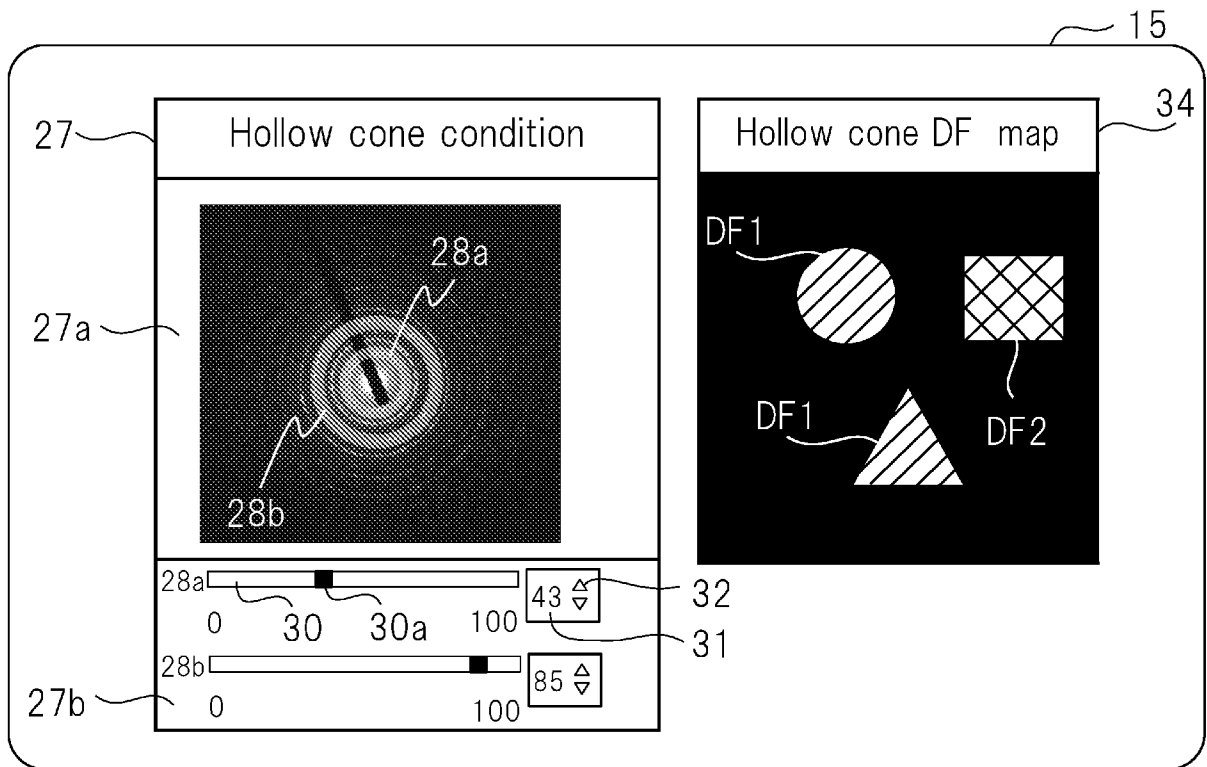 15
27
Hollow cone condition
Hollow cone DF map
34
28a
DF1
27a
DF1
DF2
28b
28a
43
32
0
30
30a
100
31
28b
85
27b
0
100